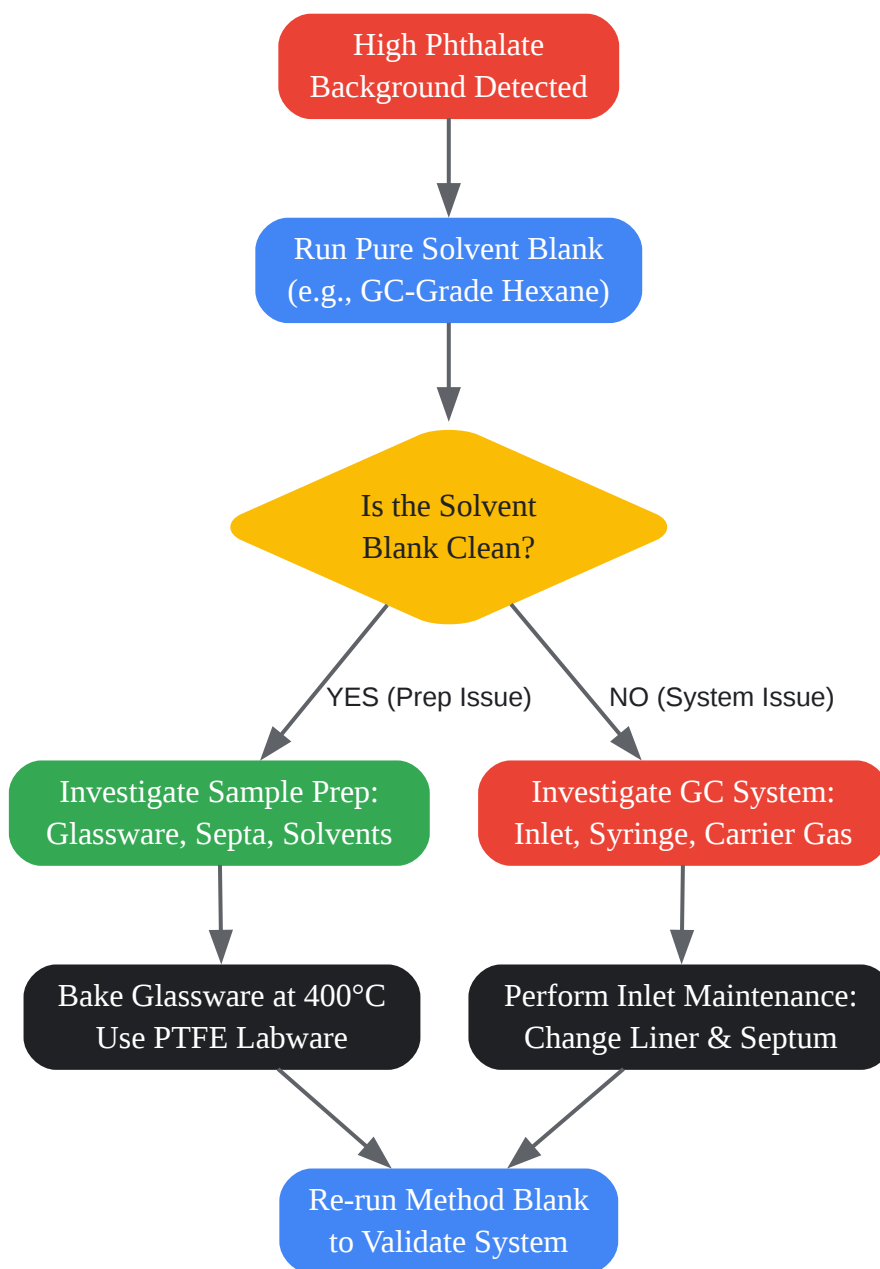 High Phthalate
Background Detected
Run Pure Solvent Blank
(e.g., GC-Grade Hexane)
Is the Solvent
Blank Clean?
YES (Prep Issue)
NO (System Issue)
Investigate Sample Prep:
Glassware, Septa, Solvents
Investigate GC System:
Inlet, Syringe, Carrier Gas
Bake Glassware at 400°C
Use PTFE Labware
Perform Inlet Maintenance:
Change Liner & Septum
Re-run Method Blank
to Validate System